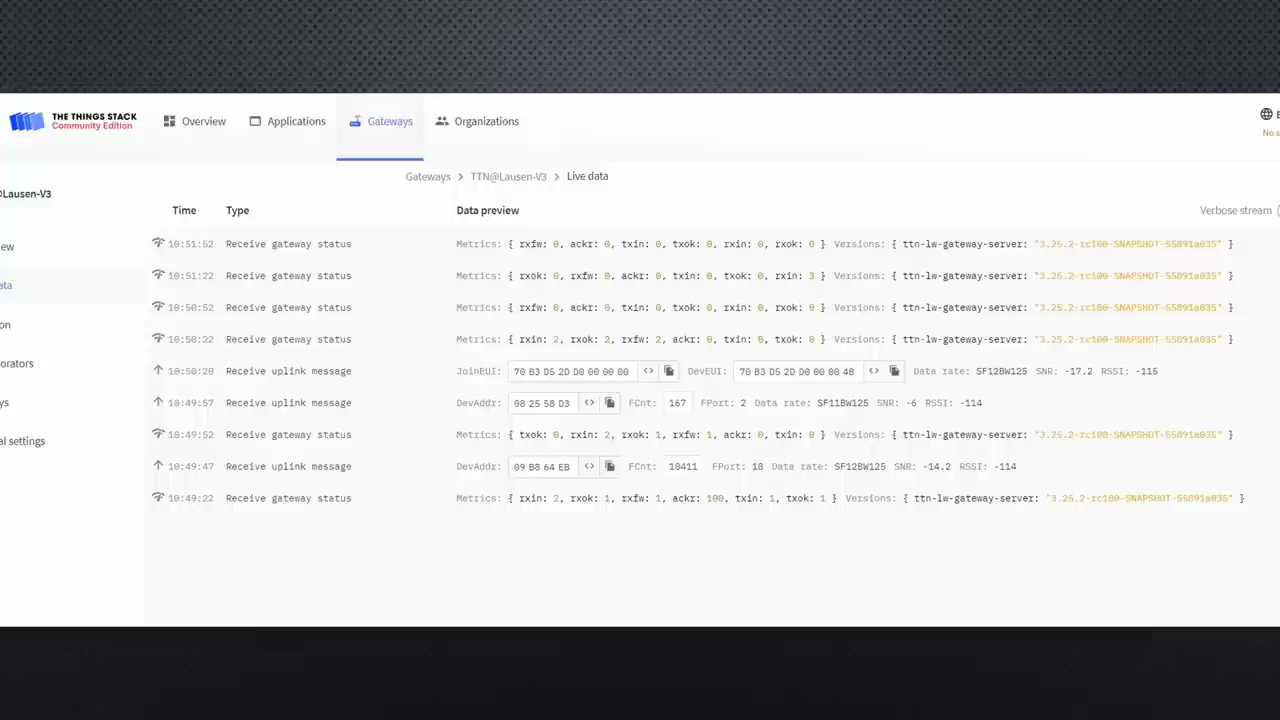 THE THINGS STACK
Community Edition
Overview
Applications
Gateways
Organizations
No s
Gateways > TTN@Lausen-V3 > Live data
@Lausen-V3
Time Type Data preview Verbose stream
ew
10:51:52 Receive gateway status Metrics: { rxfw: 0, ackr: 0, txin: 0, txok: 0, rxin: 0, rxok: 0 } Versions: { ttn-lw-gateway-server: "3.25.2-rc100-SNAPSHOT-55891a035" }
10:51:22 Receive gateway status Metrics: { rxok: 0, rxfw: 0, ackr: 0, txin: 0, txok: 0, rxin: 3 } Versions: { ttn-lw-gateway-server: "3.25.2-rc100-SNAPSHOT-55891a035" }
ata
10:50:52 Receive gateway status Metrics: { rxfw: 0, ackr: 0, txin: 0, txok: 0, rxin: 0, rxok: 0 } Versions: { ttn-lw-gateway-server: "3.25.2-rc100-SNAPSHOT-55891a035" }
on
10:50:22 Receive gateway status Metrics: { rxin: 2, rxok: 2, rxfw: 2, ackr: 0, txin: 0, txok: 0 } Versions: { ttn-lw-gateway-server: "3.25.2-rc100-SNAPSHOT-55891a035" }
orators
10:50:20 Receive uplink message JoinEUI: 70 B3 D5 2D D0 00 00 00 <> DevEUI: 70 B3 D5 2D D0 00 00 4B <> Data rate: SF12BW125 SNR: -17.2 RSSI: -115
ys
10:49:57 Receive uplink message DevAddr: 08 25 58 D3 <> FCnt: 167 FPort: 2 Data rate: SF11BW125 SNR: -6 RSSI: -114
10:49:52 Receive gateway status Metrics: { txok: 0, rxin: 2, rxok: 1, rxfw: 1, ackr: 0, txin: 0 } Versions: { ttn-lw-gateway-server: "3.25.2-rc100-SNAPSHOT-55891a035" }
al settings
10:49:47 Receive uplink message DevAddr: 09 B8 64 EB <> FCnt: 10411 FPort: 18 Data rate: SF12BW125 SNR: -14.2 RSSI: -114
10:49:22 Receive gateway status Metrics: { rxin: 2, rxok: 1, rxfw: 1, ackr: 100, txin: 1, txok: 1 } Versions: { ttn-lw-gateway-server: "3.25.2-rc100-SNAPSHOT-55891a035" }